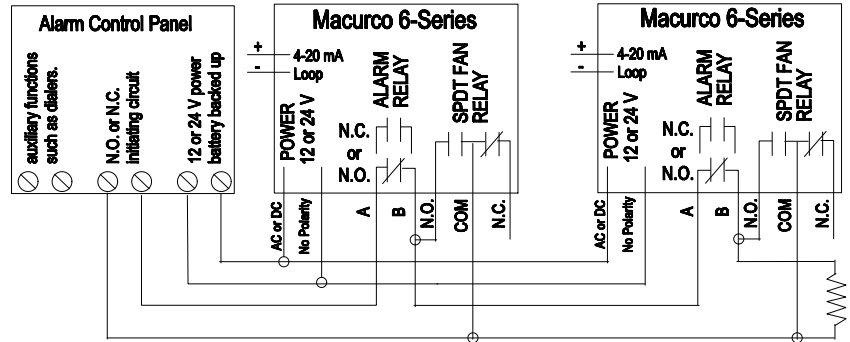 Alarm Control Panel
auxiliary functions
such as dialers.
N.O. or N.C.
initiating circuit
12 or 24 V power
battery backed up
Macurco 6-Series
+
-
4-20 mA
Loop
POWER
12 or 24 V
ALARM
RELAY
N.C.
or
N.O.
SPDT FAN
RELAY
AC or DC
No Polarity
A
B
N.O.
COM
N.C.
Macurco 6-Series
+
-
4-20 mA
Loop
POWER
12 or 24 V
ALARM
RELAY
N.C.
or
N.O.
SPDT FAN
RELAY
AC or DC
No Polarity
A
B
N.O.
COM
N.C.